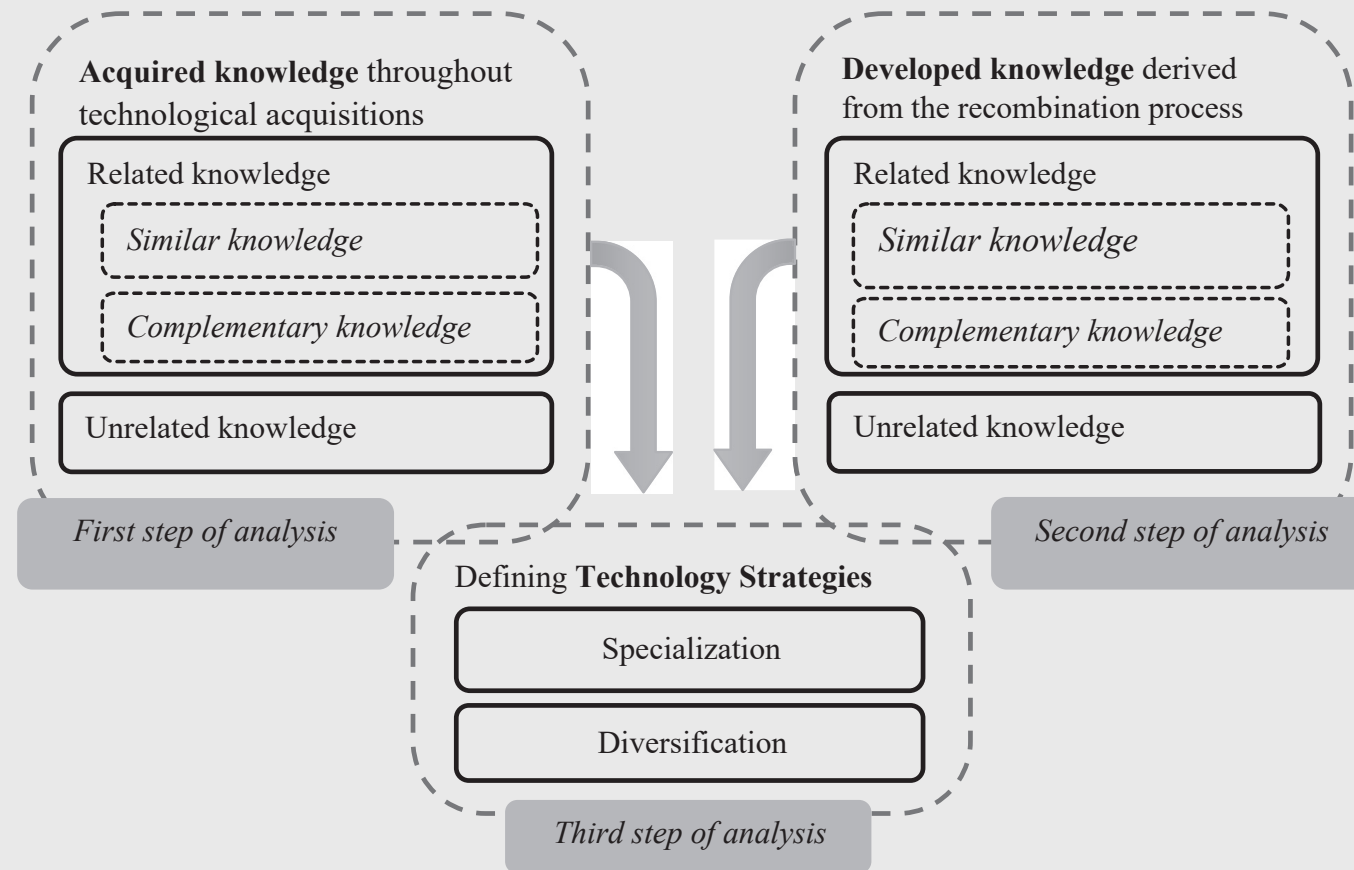 Acquired knowledge throughout
technological acquisitions
Related knowledge
Similar knowledge
Complementary knowledge
Unrelated knowledge
First step of analysis
Developed knowledge derived
from the recombination process
Related knowledge
Similar knowledge
Complementary knowledge
Unrelated knowledge
Second step of analysis
Defining Technology Strategies
Specialization
Diversification
Third step of analysis